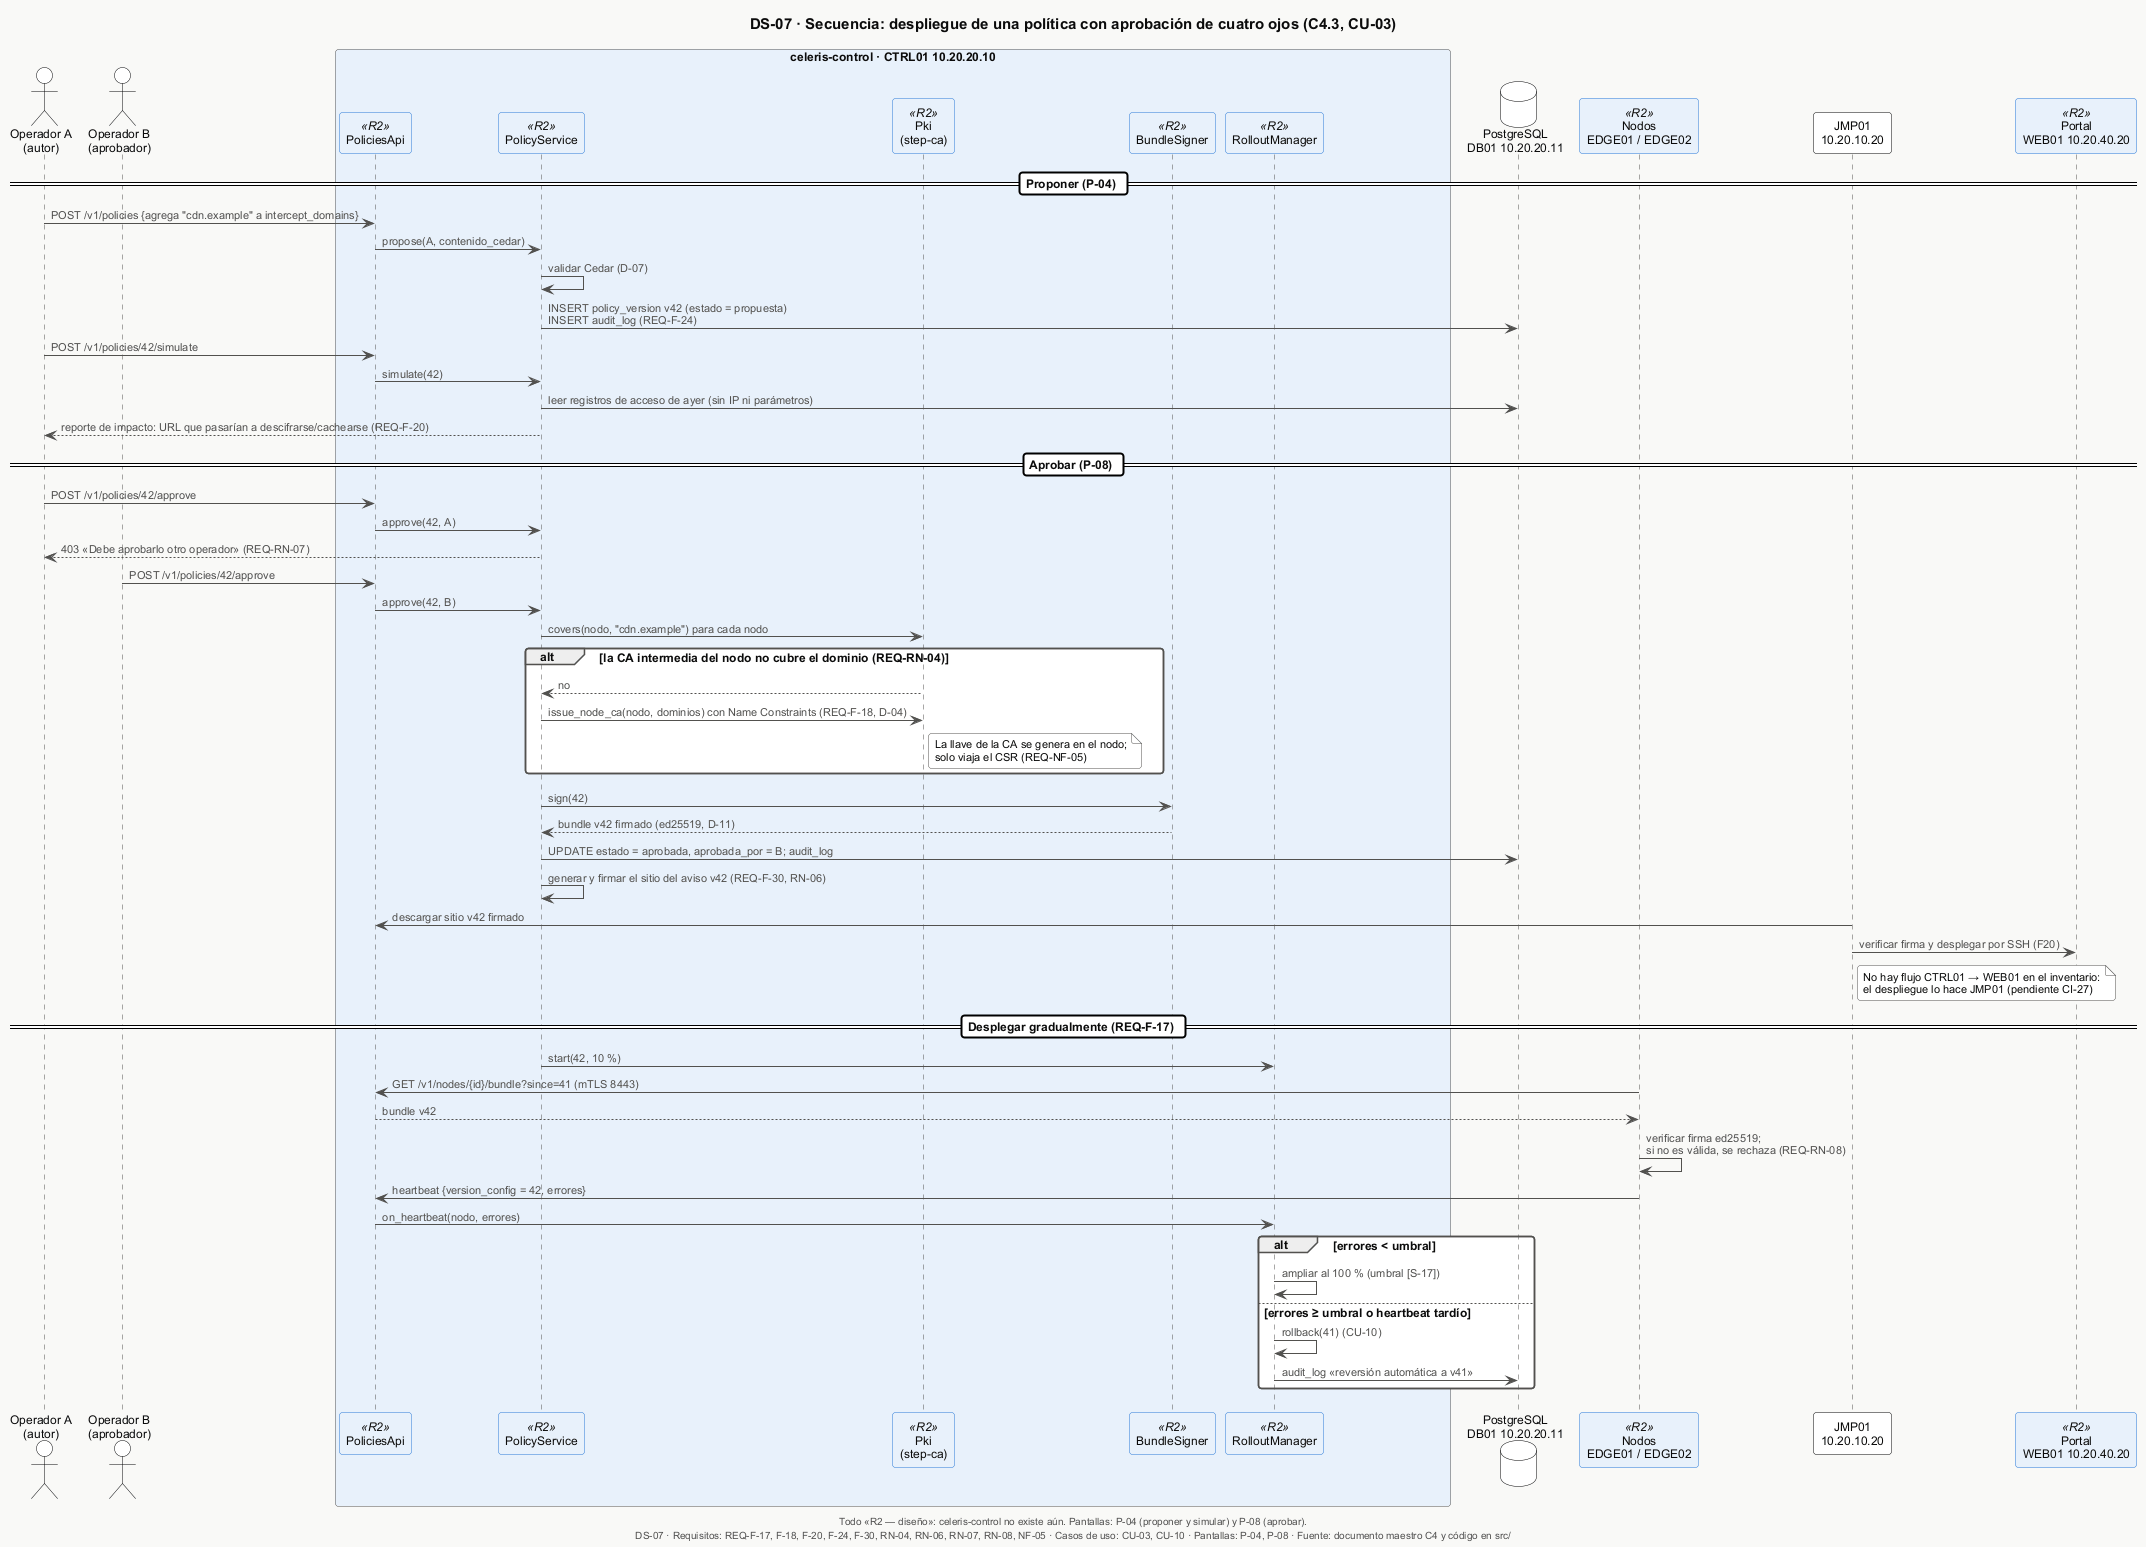 DS-07 · Secuencia: despliegue de una política con aprobación de cuatro ojos (C4.3, CU-03)
celeris-control · CTRL01 10.20.20.10
Operador A
(autor)
Operador B
(aprobador)
«R2»
PoliciesApi
«R2»
PolicyService
«R2»
Pki
(step-ca)
«R2»
BundleSigner
«R2»
RolloutManager
PostgreSQL
DB01 10.20.20.11
«R2»
Nodos
EDGE01 / EDGE02
JMP01
10.20.10.20
«R2»
Portal
WEB01 10.20.40.20
Proponer (P-04)
POST /v1/policies {agrega "cdn.example" a intercept_domains}
propose(A, contenido_cedar)
validar Cedar (D-07)
INSERT policy_version v42 (estado = propuesta)
INSERT audit_log (REQ-F-24)
POST /v1/policies/42/simulate
simulate(42)
leer registros de acceso de ayer (sin IP ni parámetros)
reporte de impacto: URL que pasarían a descifrarse/cachearse (REQ-F-20)
Aprobar (P-08)
POST /v1/policies/42/approve
approve(42, A)
403 «Debe aprobarlo otro operador» (REQ-RN-07)
POST /v1/policies/42/approve
approve(42, B)
covers(nodo, "cdn.example") para cada nodo
alt [la CA intermedia del nodo no cubre el dominio (REQ-RN-04)]
no
issue_node_ca(nodo, dominios) con Name Constraints (REQ-F-18, D-04)
La llave de la CA se genera en el nodo;
solo viaja el CSR (REQ-NF-05)
sign(42)
bundle v42 firmado (ed25519, D-11)
UPDATE estado = aprobada, aprobada_por = B; audit_log
generar y firmar el sitio del aviso v42 (REQ-F-30, RN-06)
descargar sitio v42 firmado
verificar firma y desplegar por SSH (F20)
No hay flujo CTRL01 → WEB01 en el inventario:
el despliegue lo hace JMP01 (pendiente CI-27)
Desplegar gradualmente (REQ-F-17)
start(42, 10 %)
GET /v1/nodes/{id}/bundle?since=41 (mTLS 8443)
bundle v42
verificar firma ed25519;
si no es válida, se rechaza (REQ-RN-08)
heartbeat {version_config = 42, errores}
on_heartbeat(nodo, errores)
alt [errores < umbral]
ampliar al 100 % (umbral [S-17])
[errores ≥ umbral o heartbeat tardío]
rollback(41) (CU-10)
audit_log «reversión automática a v41»
Operador A
(autor)
Operador B
(aprobador)
«R2»
PoliciesApi
«R2»
PolicyService
«R2»
Pki
(step-ca)
«R2»
BundleSigner
«R2»
RolloutManager
PostgreSQL
DB01 10.20.20.11
«R2»
Nodos
EDGE01 / EDGE02
JMP01
10.20.10.20
«R2»
Portal
WEB01 10.20.40.20
Todo «R2 — diseño»: celeris-control no existe aún. Pantallas: P-04 (proponer y simular) y P-08 (aprobar).
DS-07 · Requisitos: REQ-F-17, F-18, F-20, F-24, F-30, RN-04, RN-06, RN-07, RN-08, NF-05 · Casos de uso: CU-03, CU-10 · Pantallas: P-04, P-08 · Fuente: documento maestro C4 y código en src/